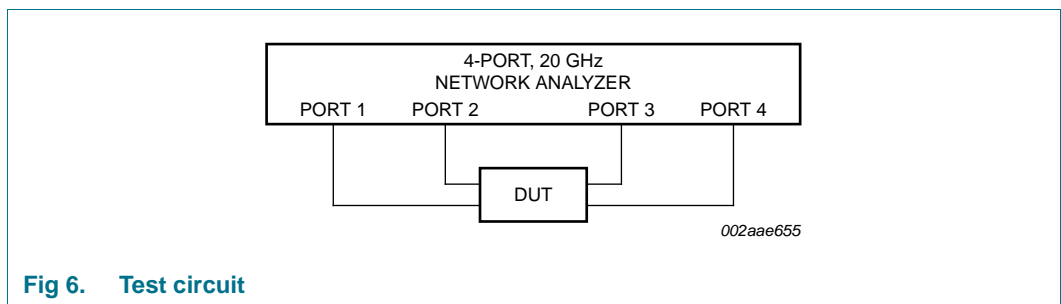 4-PORT, 20 GHz
NETWORK ANALYZER
PORT 1 PORT 2 PORT 3 PORT 4
DUT
002aae655
Fig 6. Test circuit